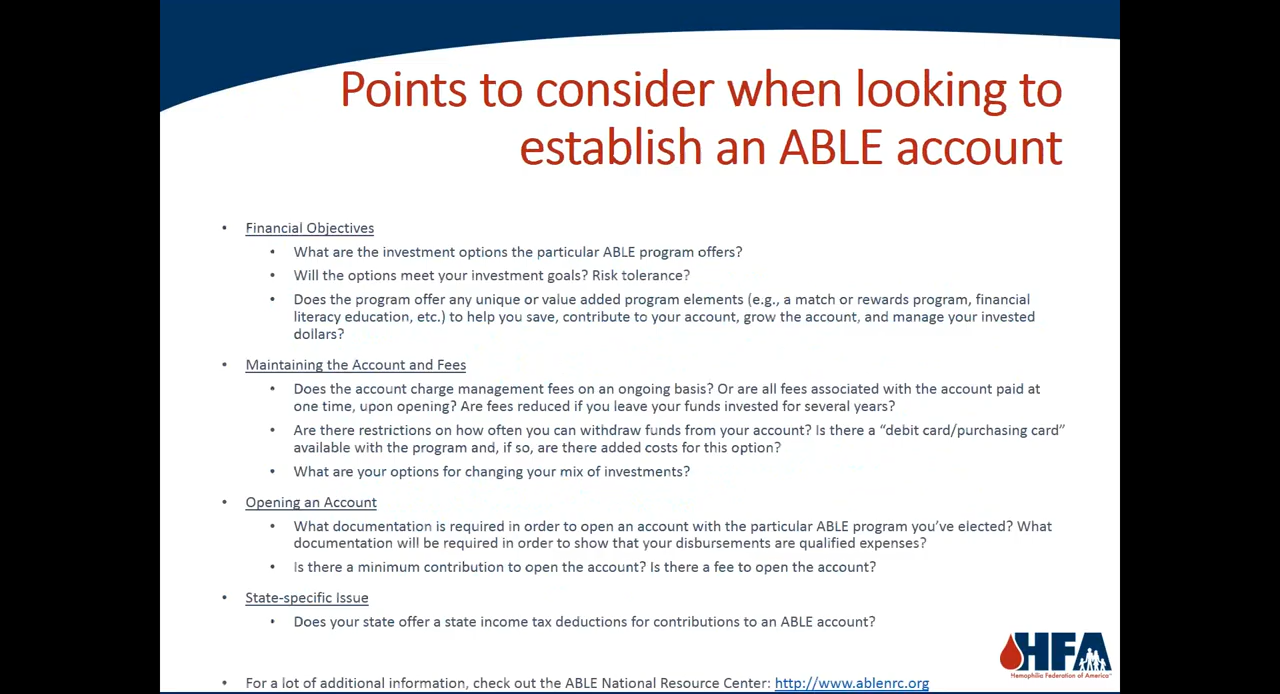 Points to consider when looking to
establish an ABLE account
• Financial Objectives
• What are the investment options the particular ABLE program offers?
• Will the options meet your investment goals? Risk tolerance?
• Does the program offer any unique or value added program elements (e.g., a match or rewards program, financial
literacy education, etc.) to help you save, contribute to your account, grow the account, and manage your invested
dollars?
• Maintaining the Account and Fees
• Does the account charge management fees on an ongoing basis? Or are all fees associated with the account paid at
one time, upon opening? Are fees reduced if you leave your funds invested for several years?
• Are there restrictions on how often you can withdraw funds from your account? Is there a “debit card/purchasing card”
available with the program and, if so, are there added costs for this option?
• What are your options for changing your mix of investments?
• Opening an Account
• What documentation is required in order to open an account with the particular ABLE program you’ve elected? What
documentation will be required in order to show that your disbursements are qualified expenses?
• Is there a minimum contribution to open the account? Is there a fee to open the account?
• State-specific Issue
• Does your state offer a state income tax deductions for contributions to an ABLE account?
HFA
Hemophilia Federation of America
• For a lot of additional information, check out the ABLE National Resource Center: http://www.ablenrc.org